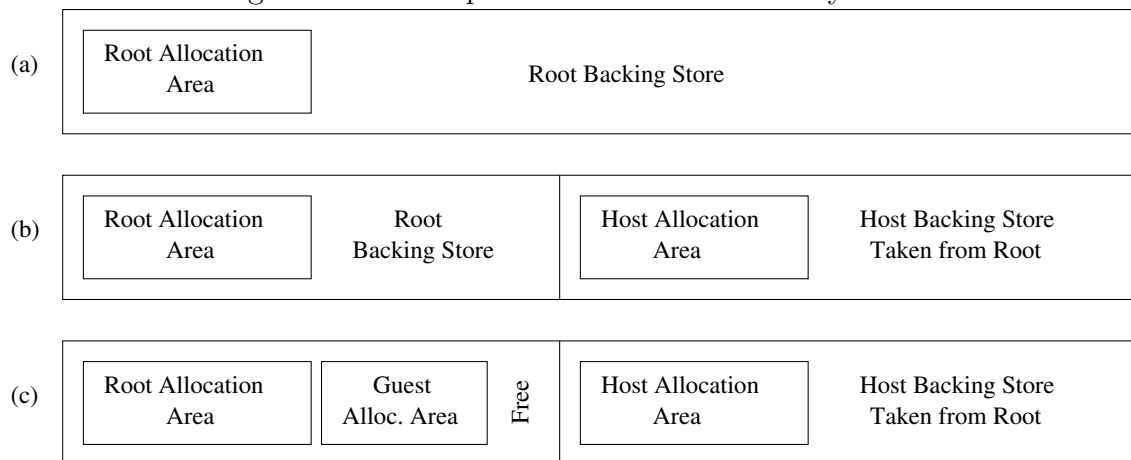 (a)
Root Allocation
Area
Root Backing Store
(b)
Root Allocation
Area
Root
Backing Store
Host Allocation
Area
Host Backing Store
Taken from Root
(c)
Root Allocation
Area
Guest
Alloc. Area
Free
Host Allocation
Area
Host Backing Store
Taken from Root